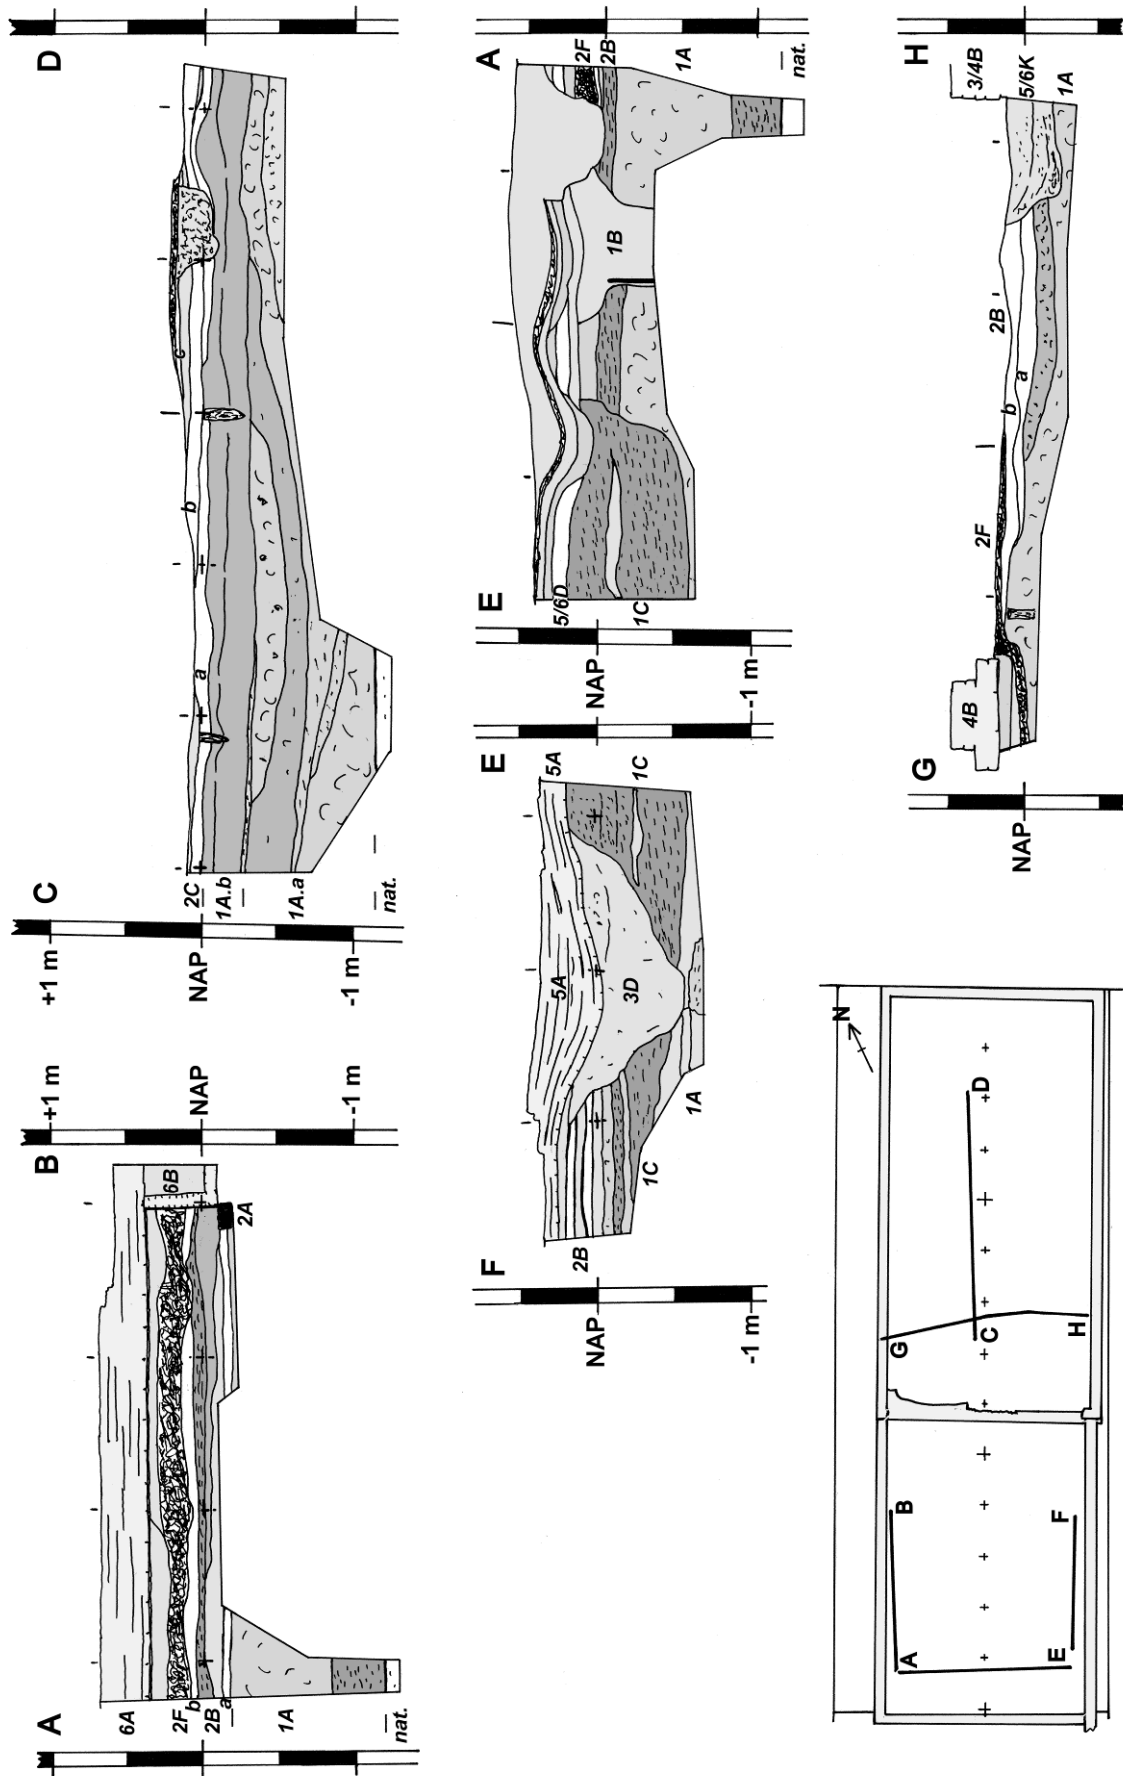 A
6A
2F
b
2B
a
1A
nat.
B
6B
2A
+1 m
NAP
-1 m
+1 m
NAP
-1 m
C
2C
1A.b
1A.a
nat.
a
b
c
D
NAP
-1 m
F
2B
1C
1A
5A
3D
5A
1C
E
NAP
-1 m
E
5/6D
1C
1B
A
2F
2B
1A
nat.
N
A
B
E
F
G
C
H
D
NAP
G
4B
2F
b
a
2B
H
3/4B
5/6K
1A